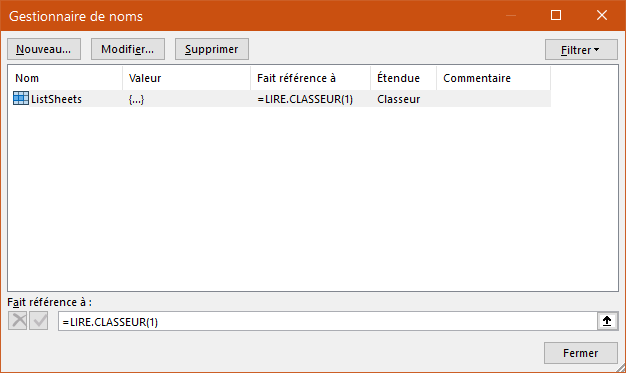 Gestionnaire de noms
Nouveau... Modifier... Supprimer Filtrer
Nom Valeur Fait référence à Étendue Commentaire
ListSheets {...} =LIRE.CLASSEUR(1) Classeur
Fait référence à :
=LIRE.CLASSEUR(1)
Fermer